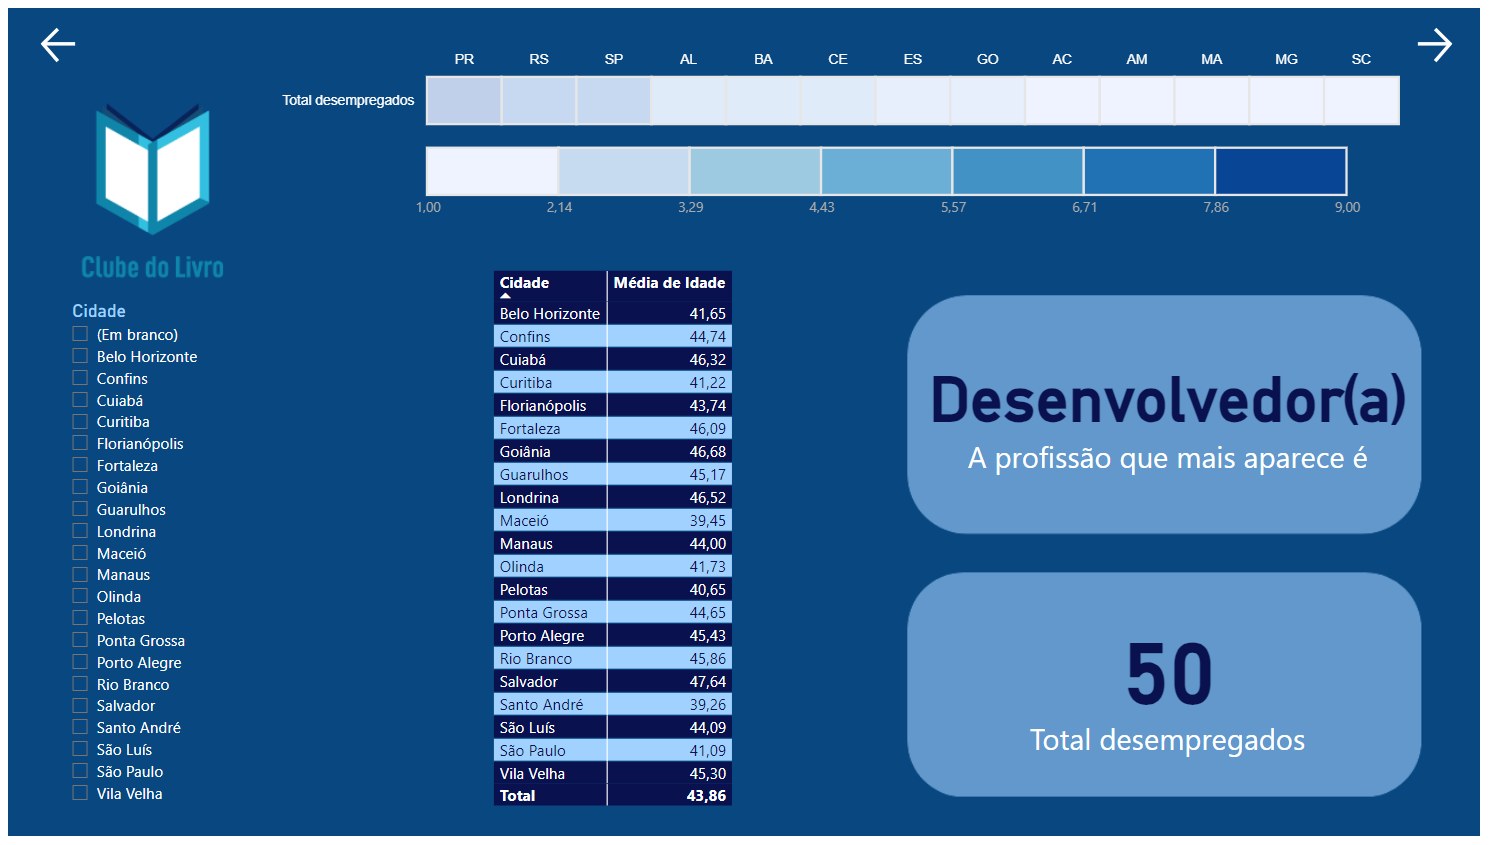 PR RS SP AL BA CE ES GO AC AM MA MG SC
Total desempregados
1,00 2,14 3,29 4,43 5,57 6,71 7,86 9,00
Clube do Livro
Cidade
(Em branco)
Belo Horizonte
Confins
Cuiabá
Curitiba
Florianópolis
Fortaleza
Goiânia
Guarulhos
Londrina
Maceió
Manaus
Olinda
Pelotas
Ponta Grossa
Porto Alegre
Rio Branco
Salvador
Santo André
São Luís
São Paulo
Vila Velha
Cidade Média de Idade
Belo Horizonte 41,65
Confins 44,74
Cuiabá 46,32
Curitiba 41,22
Florianópolis 43,74
Fortaleza 46,09
Goiânia 46,68
Guarulhos 45,17
Londrina 46,52
Maceió 39,45
Manaus 44,00
Olinda 41,73
Pelotas 40,65
Ponta Grossa 44,65
Porto Alegre 45,43
Rio Branco 45,86
Salvador 47,64
Santo André 39,26
São Luís 44,09
São Paulo 41,09
Vila Velha 45,30
Total 43,86
Desenvolvedor(a)
A profissão que mais aparece é
50
Total desempregados